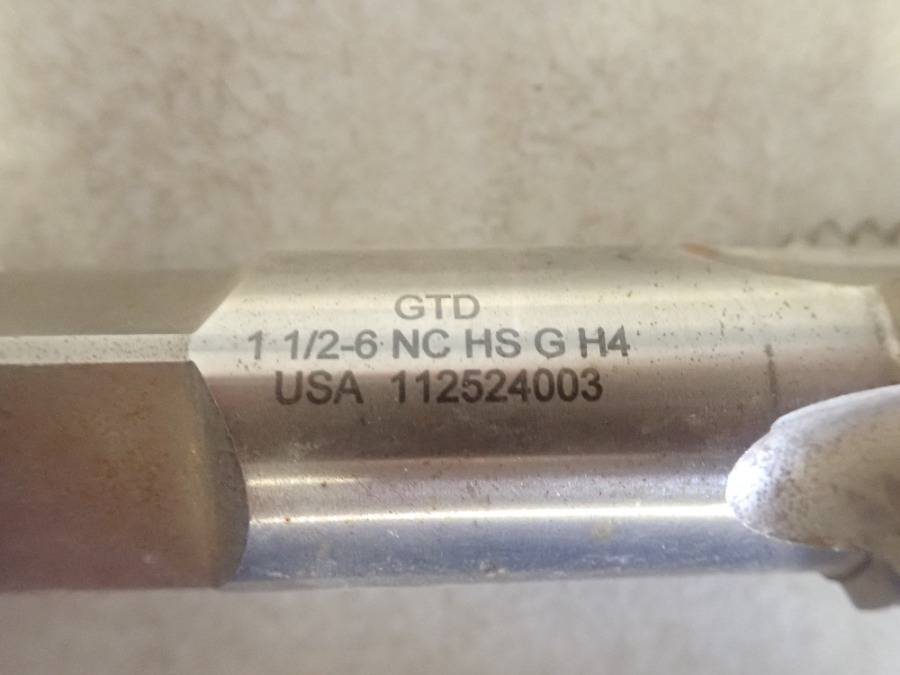 GTD
1 1/2-6 NC HS G H4
USA 112524003